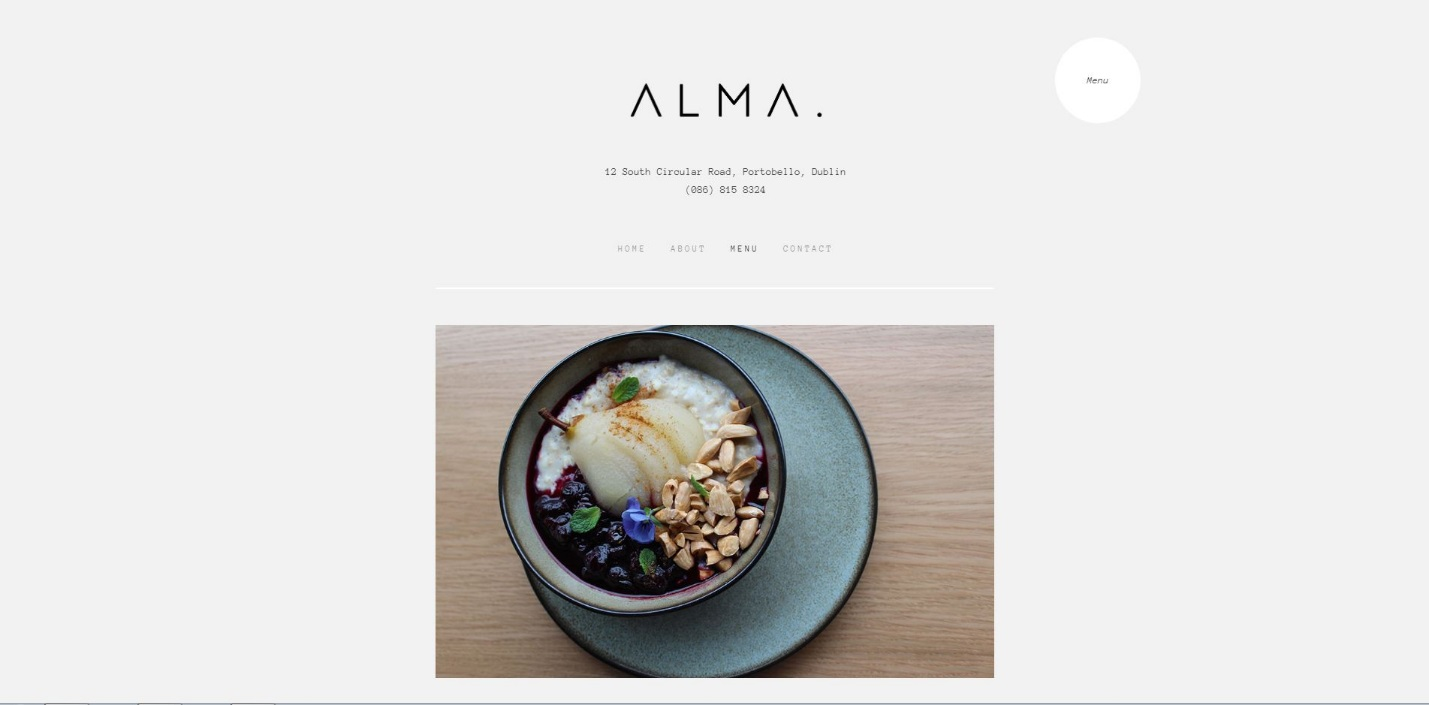 ALMA.
Menu
12 South Circular Road, Portobello, Dublin
(086) 815 8324
HOME ABOUT MENU CONTACT